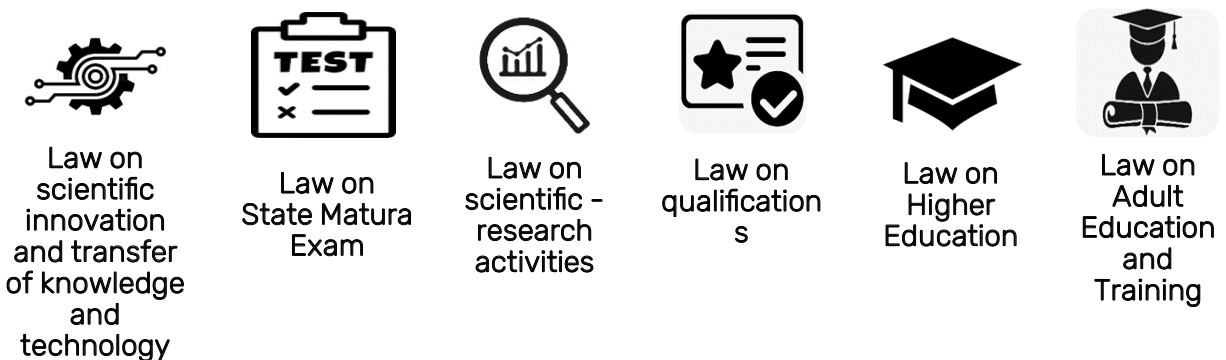 Law on
scientific
innovation
and transfer
of knowledge
and
technology
TEST
Law on
State Matura
Exam
Law on
scientific -
research
activities
Law on
qualification
s
Law on
Higher
Education
Law on
Adult
Education
and
Training